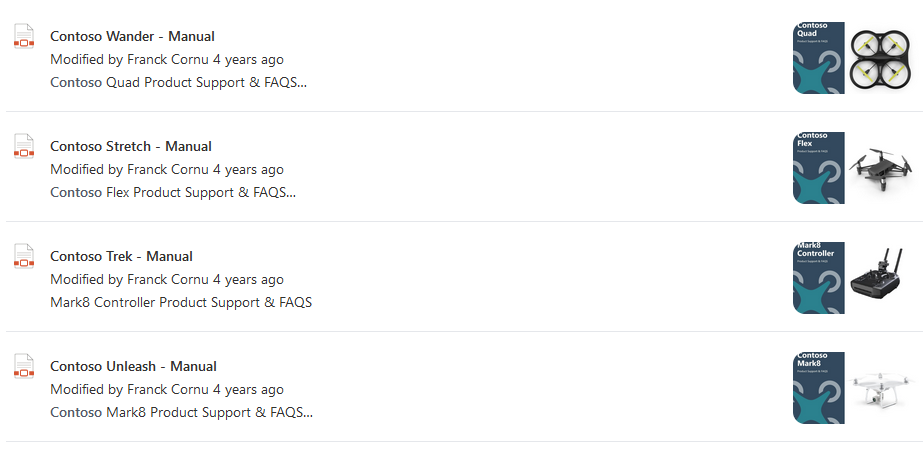 Contoso Wander - Manual
Modified by Franck Cornu 4 years ago
Contoso Quad Product Support & FAQS...
Contoso
Quad
Product Support & FAQS
Contoso Stretch - Manual
Modified by Franck Cornu 4 years ago
Contoso Flex Product Support & FAQS...
Contoso
Flex
Product Support & FAQS
Contoso Trek - Manual
Modified by Franck Cornu 4 years ago
Mark8 Controller Product Support & FAQS
Mark8
Controller
Product Support & FAQS
Contoso Unleash - Manual
Modified by Franck Cornu 4 years ago
Contoso Mark8 Product Support & FAQS...
Contoso
Mark8
Product Support & FAQS